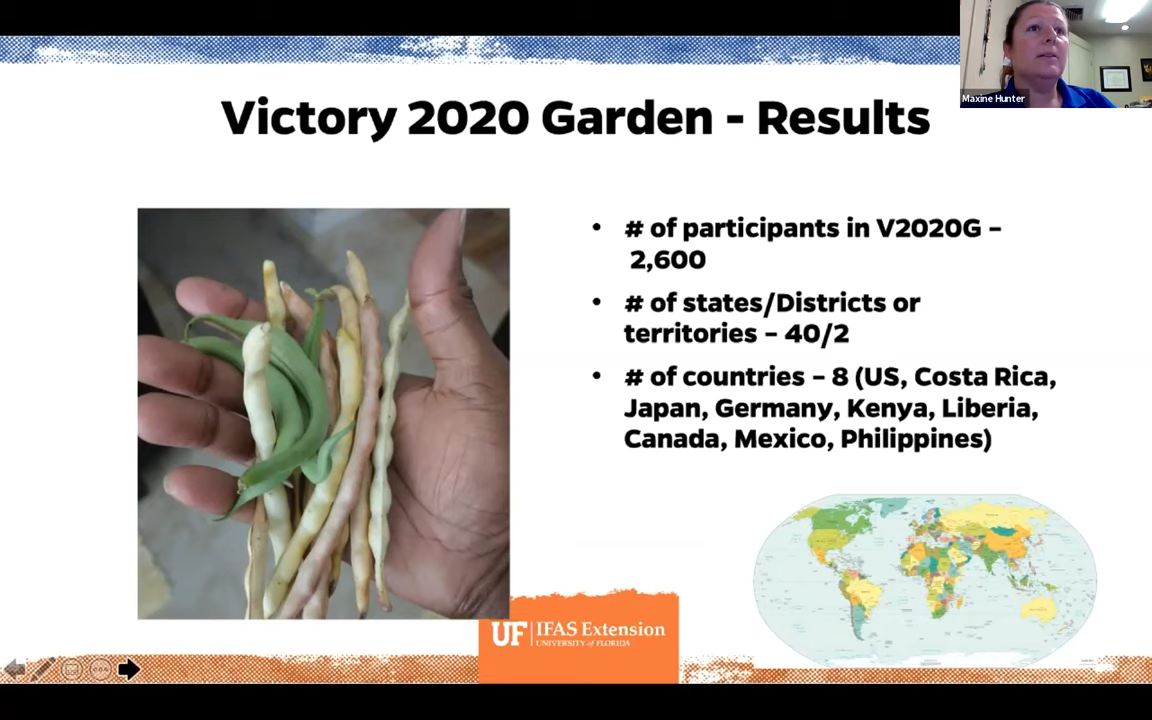 Maxine Hunter
Victory 2020 Garden - Results
• # of participants in V2020G –
2,600
• # of states/Districts or
territories – 40/2
• # of countries – 8 (US, Costa Rica,
Japan, Germany, Kenya, Liberia,
Canada, Mexico, Philippines)
UF | IFAS Extension
UNIVERSITY of FLORIDA